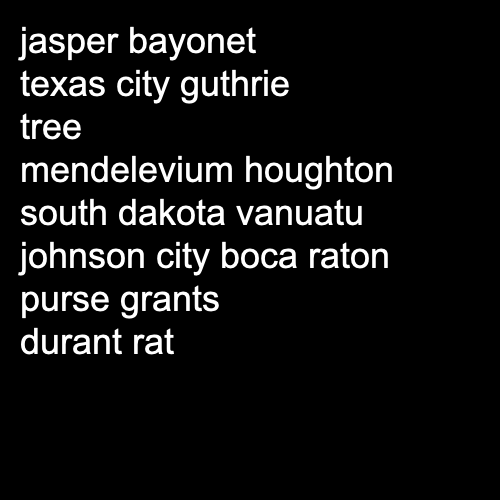 jasper bayonet
texas city guthrie
tree
mendelevium houghton
south dakota vanuatu
johnson city boca raton
purse grants
durant rat